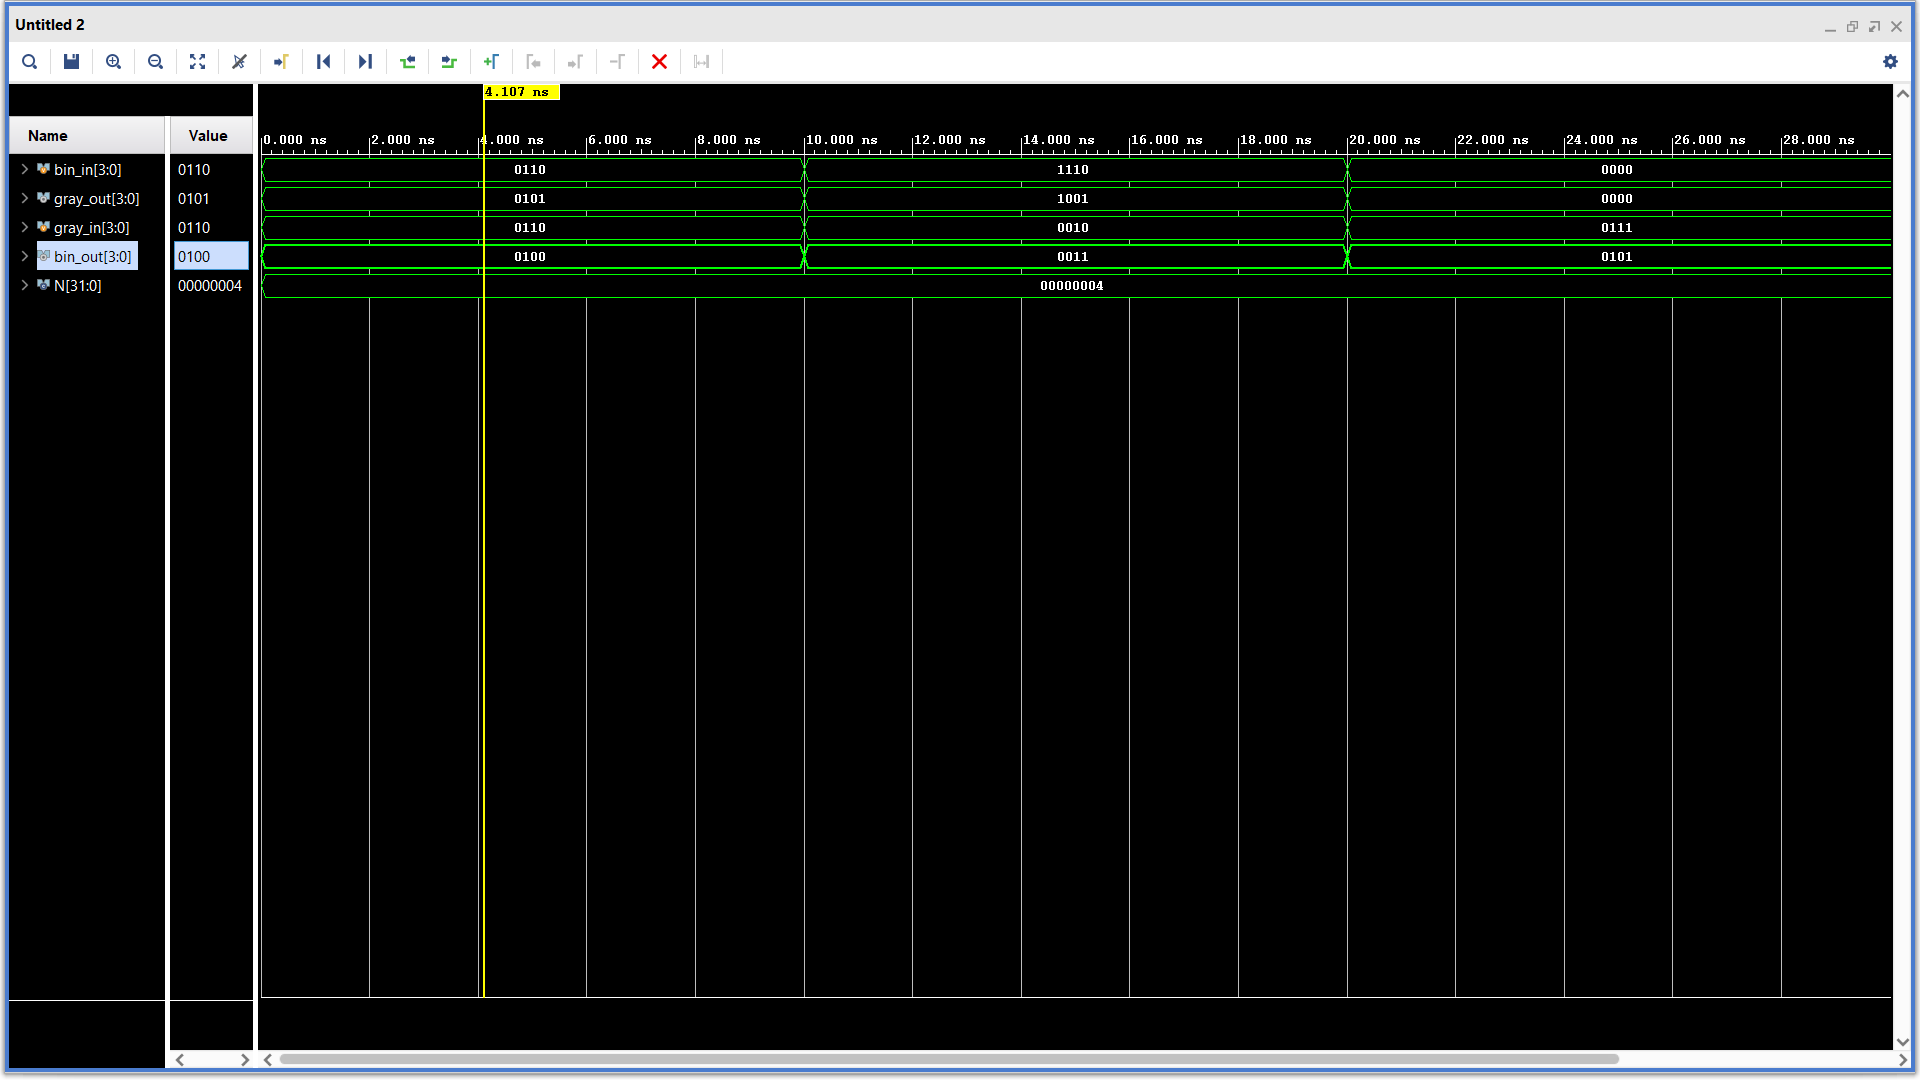 Untitled 2
4.107 ns
Name Value 0.000 ns 2.000 ns 4.000 ns 6.000 ns 8.000 ns 10.000 ns 12.000 ns 14.000 ns 16.000 ns 18.000 ns 20.000 ns 22.000 ns 24.000 ns 26.000 ns 28.000 ns
bin_in[3:0] 0110 0110 1110 0000
gray_out[3:0] 0101 0101 1001 0000
gray_in[3:0] 0110 0110 0010 0111
bin_out[3:0] 0100 0100 0011 0101
N[31:0] 00000004 00000004